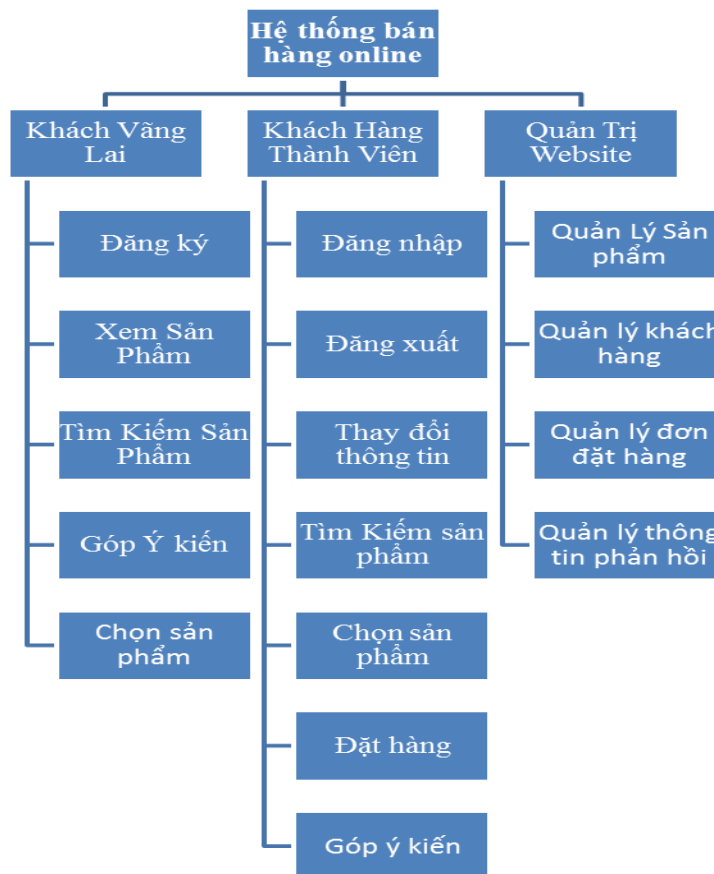 Hệ thống bán
hàng online
Khách Vãng
Lai
Đăng ký
Xem Sản
Phẩm
Tìm Kiếm Sản
Phẩm
Góp Ý kiến
Chọn sản
phẩm
Khách Hàng
Thành Viên
Đăng nhập
Đăng xuất
Thay đổi
thông tin
Tìm Kiếm sản
phẩm
Chọn sản
phẩm
Đặt hàng
Góp ý kiến
Quản Trị
Website
Quản Lý Sản
phẩm
Quản lý khách
hàng
Quản lý đơn
đặt hàng
Quản lý thông
tin phản hồi